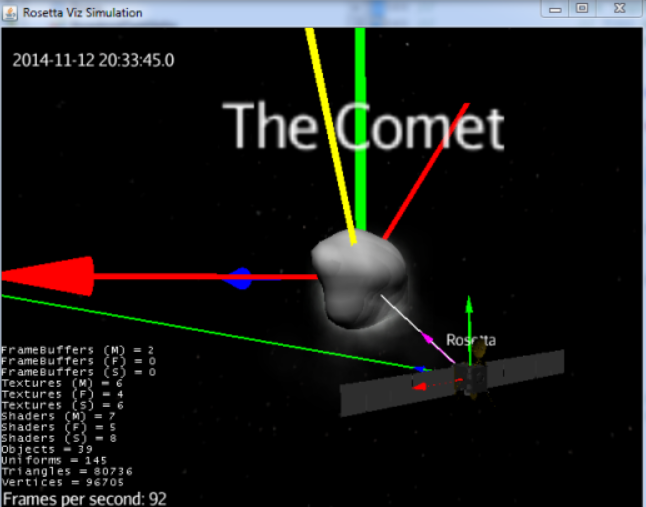 Rosetta Viz Simulation
2014-11-12 20:33:45.0
The Comet
Rosetta
FrameBuffers (M) = 2
FrameBuffers (F) = 0
FrameBuffers (S) = 0
Textures (M) = 6
Textures (F) = 4
Textures (S) = 6
Shaders (M) = 7
Shaders (F) = 5
Shaders (S) = 8
Objects = 39
Uniforms = 145
Triangles = 80736
Vertices = 96705
Frames per second: 92